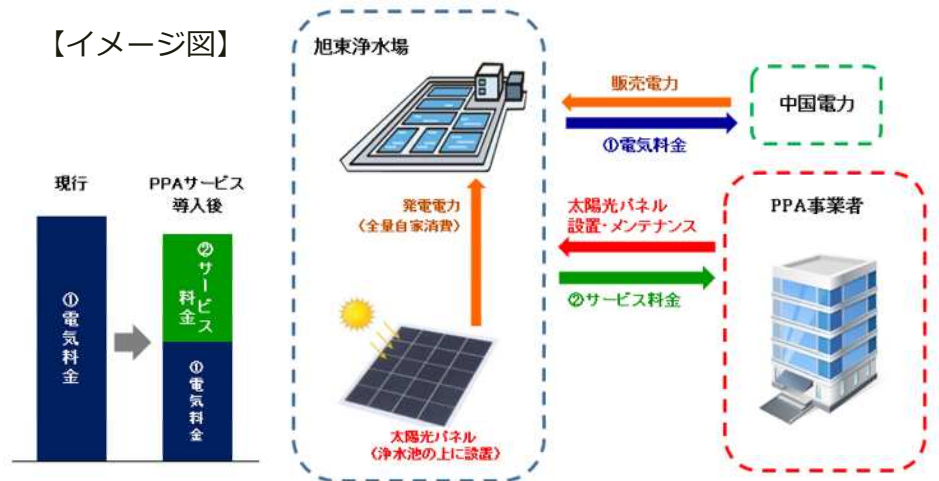 【イメージ図】
現行
PPAサービス
導入後
①電気料金
②サービス
料金
①電気料金
旭東浄水場
発電電力
(全量自家消費)
太陽光パネル
(浄水池の上に設置)
販売電力
①電気料金
中国電力
太陽光パネル
設置・メンテナンス
②サービス料金
PPA事業者